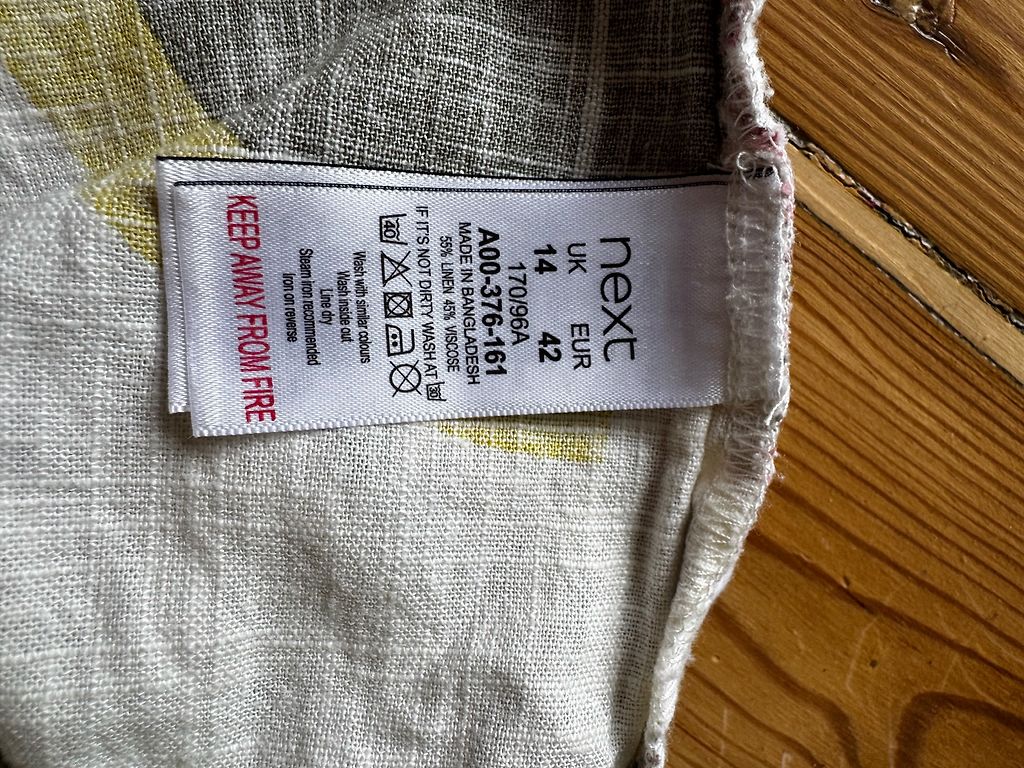 next
UK EUR
14 42
170/96A
A00-376-161
MADE IN BANGLADESH
55% LINEN 45% VISCOSE
IF IT'S NOT DIRTY WASH AT 30
40
Wash with similar colours
Wash inside out
Line dry
Steam iron recommended
Iron on reverse
KEEP AWAY FROM FIRE